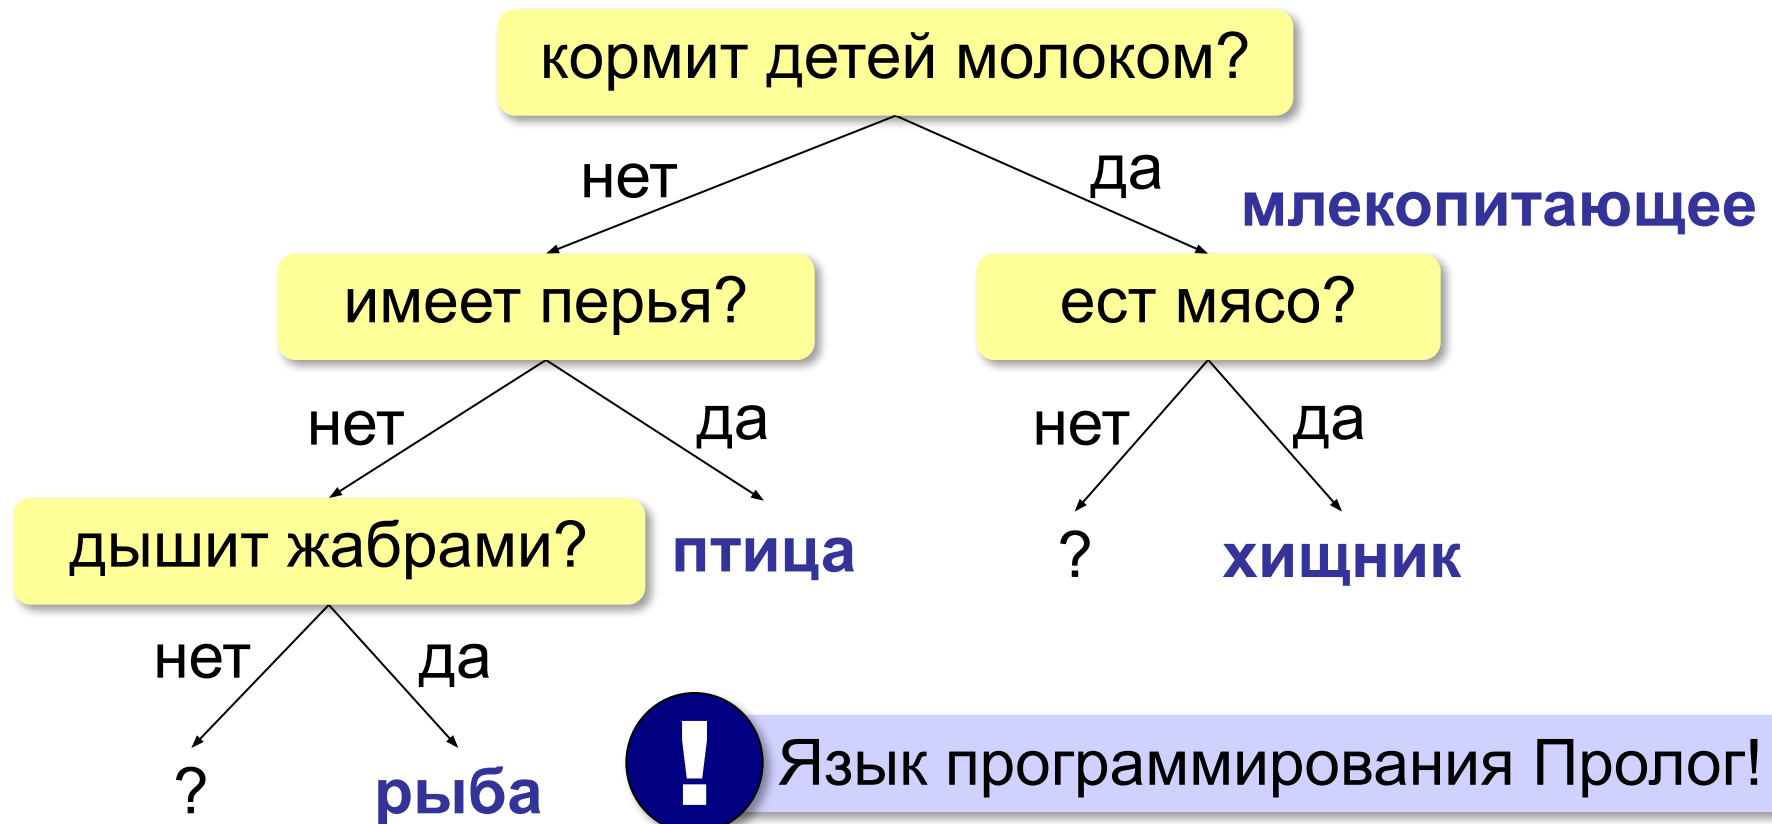 кормит детей молоком?
нет
да
млекопитающее
имеет перья?
ест мясо?
нет
да
нет
да
дышит жабрами?
птица
?
хищник
нет
да
!
Язык программирования Пролог!
?
рыба